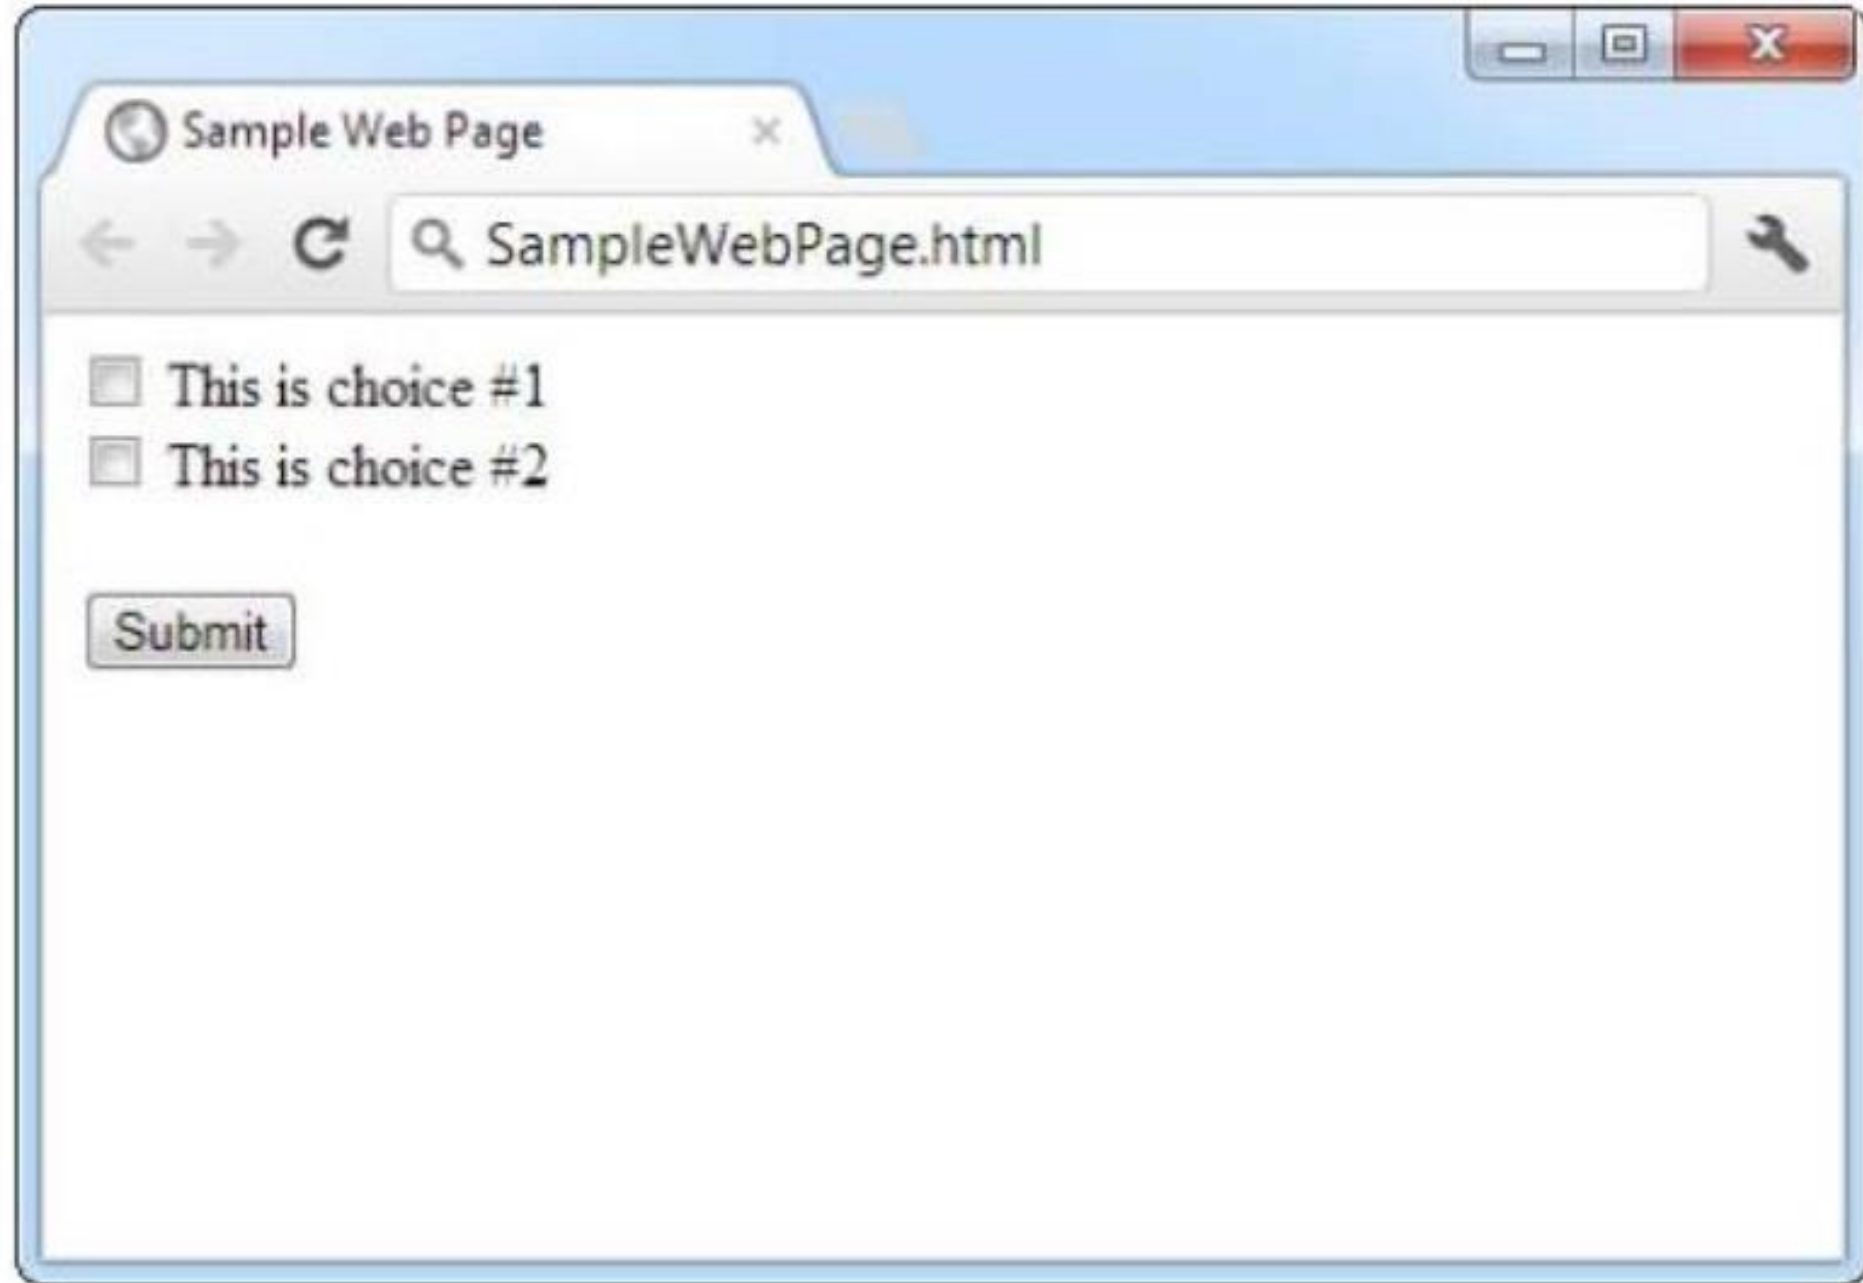 Sample Web Page
SampleWebPage.html
This is choice #1
This is choice #2
Submit